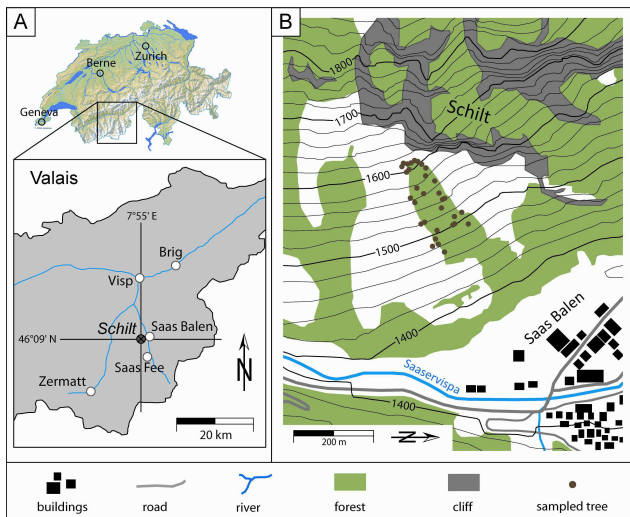 A
Zurich
Berne
Geneva
Valais
7°55' E
Brig
Visp
Schilt
Saas Balen
46°09' N
Saas Fee
Zermatt
N
20 km
B
1800
Schilt
1700
1600
1500
1400
Saas Balen
Saaservispa
1400
200 m
N
buildings
road
river
forest
cliff
sampled tree